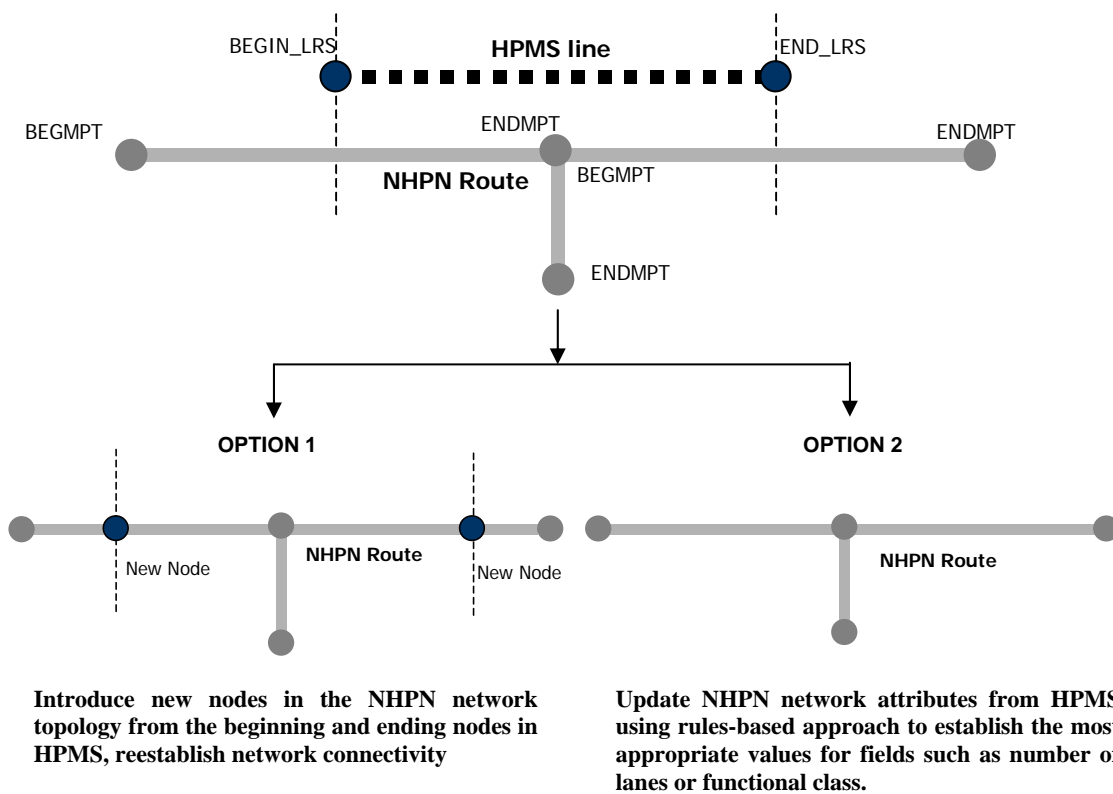 BEGIN_LRS
HPMS line
END_LRS
BEGMPT
ENDMPT
ENDMPT
NHPN Route
BEGMPT
ENDMPT
OPTION 1
OPTION 2
New Node
NHPN Route
New Node
NHPN Route
Introduce new nodes in the NHPN network
topology from the beginning and ending nodes in
HPMS, reestablish network connectivity
Update NHPN network attributes from HPMS
using rules-based approach to establish the most
appropriate values for fields such as number o
lanes or functional class.